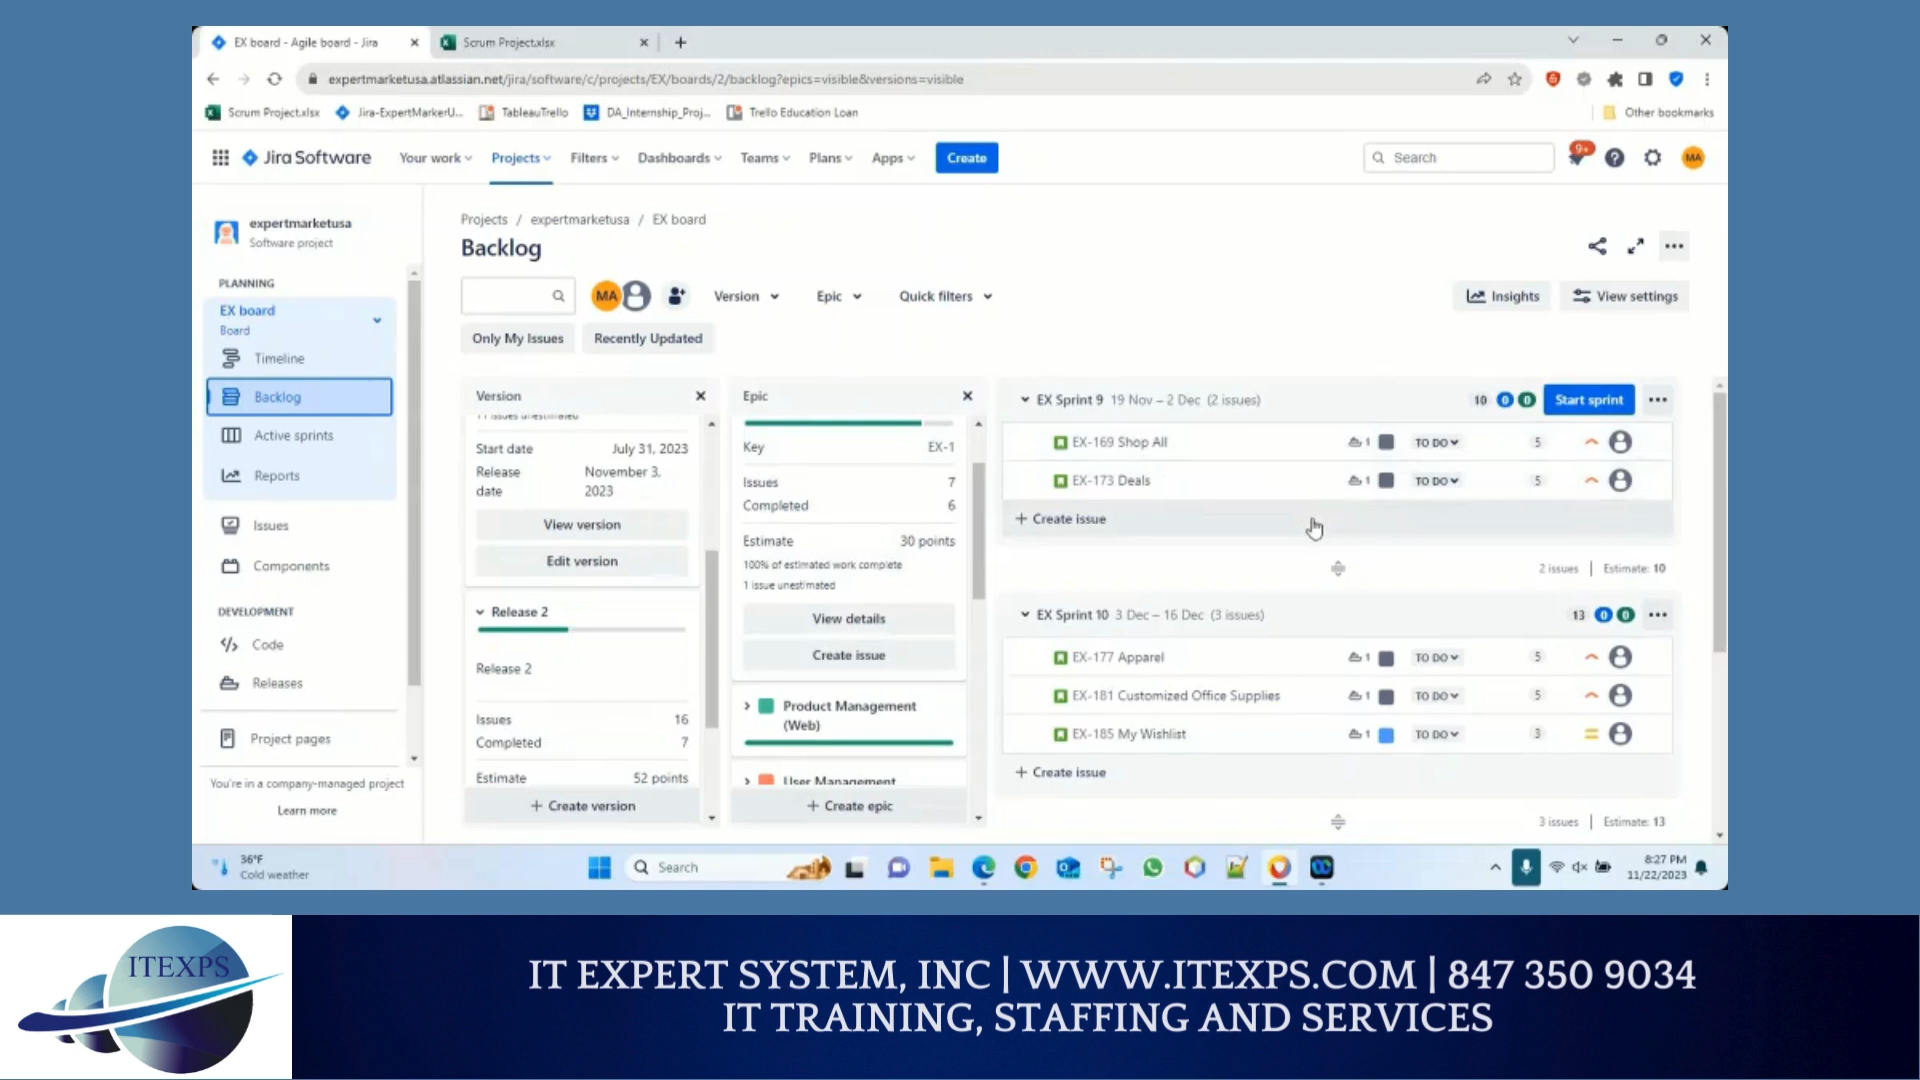 EX board - Agile board - Jira
Scrum Project.xlsx
expertmarketusa.atlassian.net/jira/software/c/projects/EX/boards/2/backlog?epics=visible&versions=visible
Scrum Project.xlsx
Jira-ExpertMarkerU...
TableauTrello
DA_Internship_Proj...
Trello Education Loan
Other bookmarks
Jira Software
Your work
Projects
Filters
Dashboards
Teams
Plans
Apps
Create
Search
9+
MA
expertmarketusa
Software project
PLANNING
EX board
Board
Timeline
Backlog
Active sprints
Reports
Issues
Components
DEVELOPMENT
Code
Releases
Project pages
You're in a company-managed project
Learn more
Projects / expertmarketusa / EX board
Backlog
MA
Version
Epic
Quick filters
Insights
View settings
Only My Issues
Recently Updated
Version
11 issues unestimated
Start date July 31, 2023
Release date November 3, 2023
View version
Edit version
Release 2
Release 2
Issues 16
Completed 7
Estimate 52 points
+ Create version
Epic
Key EX-1
Issues 7
Completed 6
Estimate 30 points
100% of estimated work complete
1 issue unestimated
View details
Create issue
Product Management (Web)
User Management
+ Create epic
EX Sprint 9 19 Nov – 2 Dec (2 issues) 10 0 0 Start sprint
EX-169 Shop All 1 TO DO 5
EX-173 Deals 1 TO DO 5
+ Create issue
2 issues | Estimate: 10
EX Sprint 10 3 Dec – 16 Dec (3 issues) 13 0 0
EX-177 Apparel 1 TO DO 5
EX-181 Customized Office Supplies 1 TO DO 5
EX-185 My Wishlist 1 TO DO 3
+ Create issue
3 issues | Estimate: 13
36°F
Cold weather
Search
8:27 PM
11/22/2023
ITEXPS
IT EXPERT SYSTEM, INC | WWW.ITEXPS.COM | 847 350 9034
IT TRAINING, STAFFING AND SERVICES